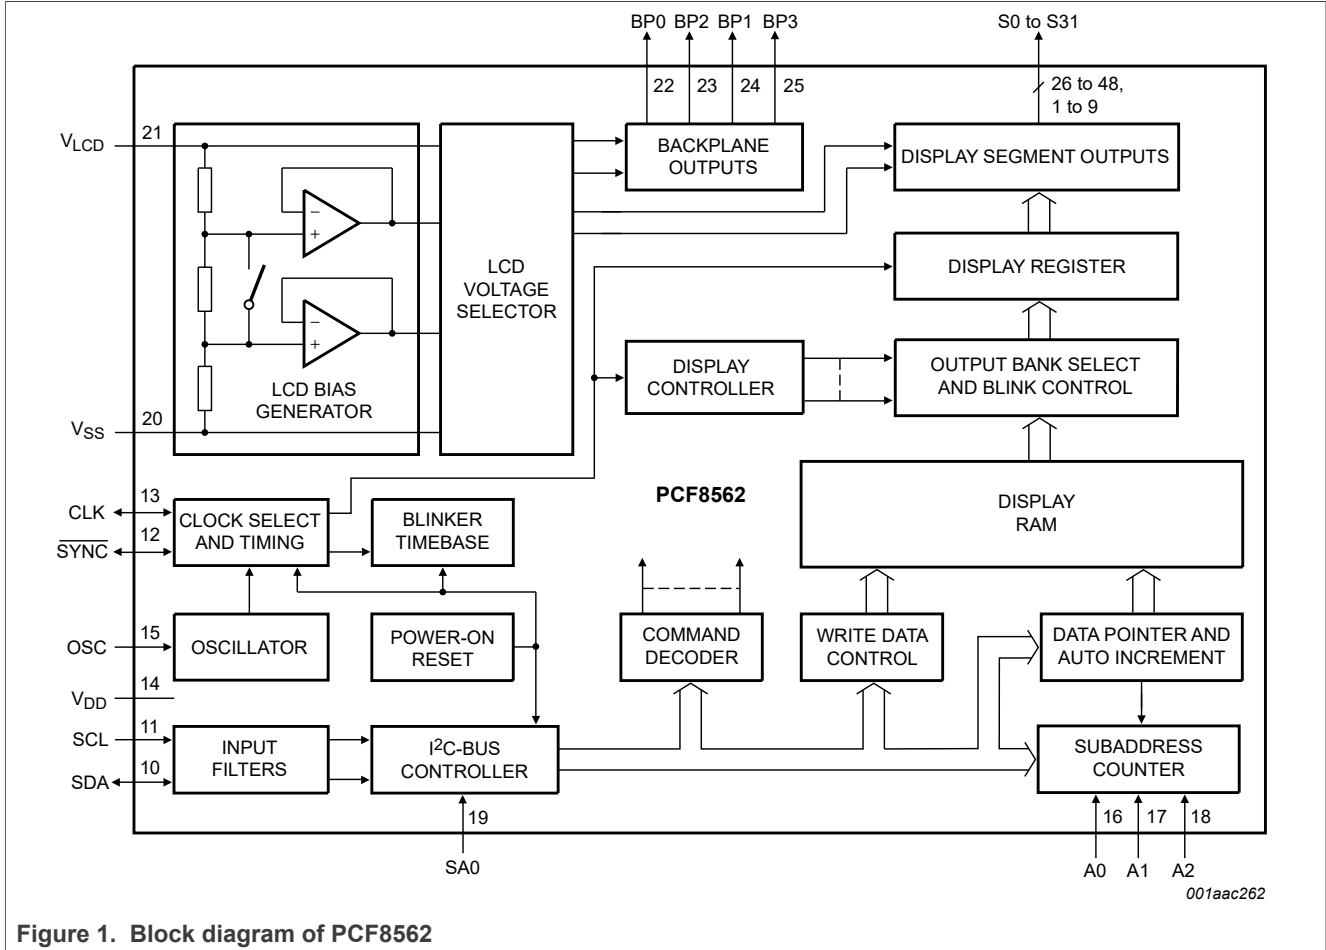 BP0 BP2 BP1 BP3
S0 to S31
22 23 24 25
26 to 48,
1 to 9
VLCD
21
BACKPLANE
OUTPUTS
DISPLAY SEGMENT OUTPUTS
−
+
LCD
VOLTAGE
SELECTOR
DISPLAY REGISTER
−
+
LCD BIAS
GENERATOR
DISPLAY
CONTROLLER
OUTPUT BANK SELECT
AND BLINK CONTROL
VSS
20
PCF8562
DISPLAY
RAM
CLK
13
SYNC
12
CLOCK SELECT
AND TIMING
BLINKER
TIMEBASE
OSC
15
OSCILLATOR
POWER-ON
RESET
COMMAND
DECODER
WRITE DATA
CONTROL
DATA POINTER AND
AUTO INCREMENT
VDD
14
SCL
11
SDA
10
INPUT
FILTERS
I2C-BUS
CONTROLLER
SUBADDRESS
COUNTER
19
SA0
16 17 18
A0 A1 A2
001aac262
Figure 1. Block diagram of PCF8562